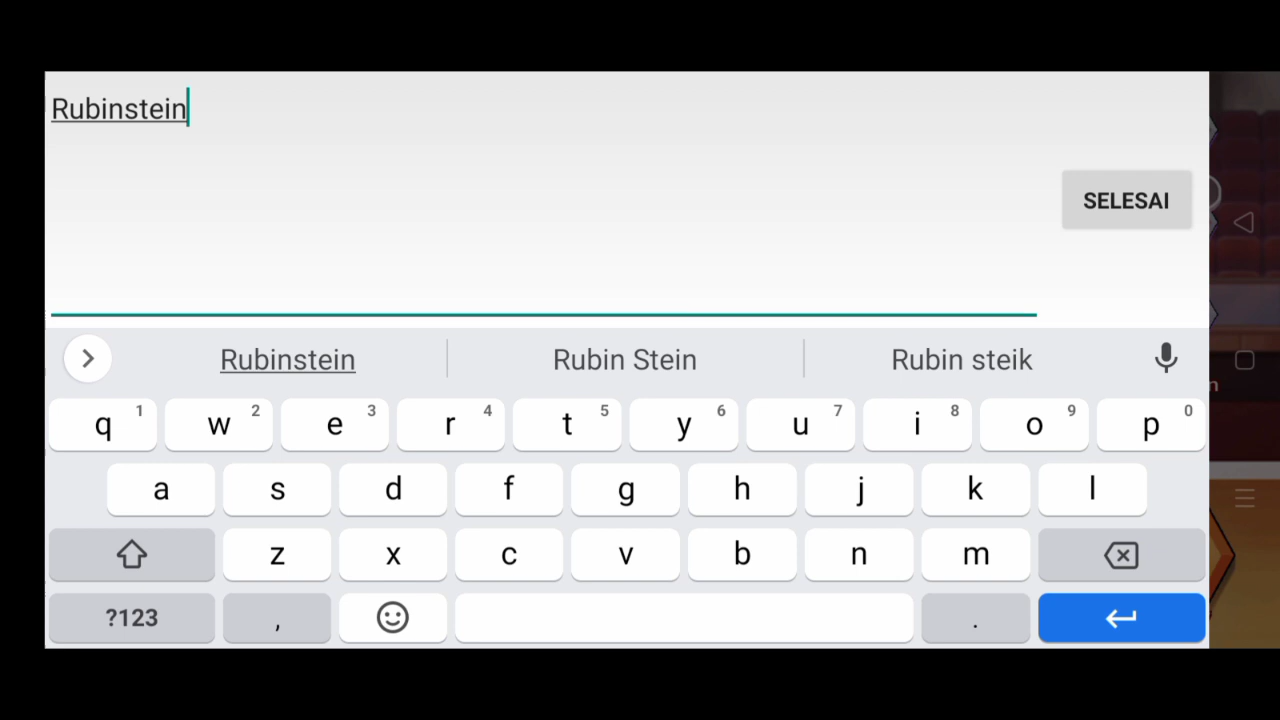 Rubinstein
SELESAI
Rubinstein Rubin Stein Rubin steik
q 1 w 2 e 3 r 4 t 5 y 6 u 7 i 8 o 9 p 0
a s d f g h j k l
z x c v b n m
?123 , .
n